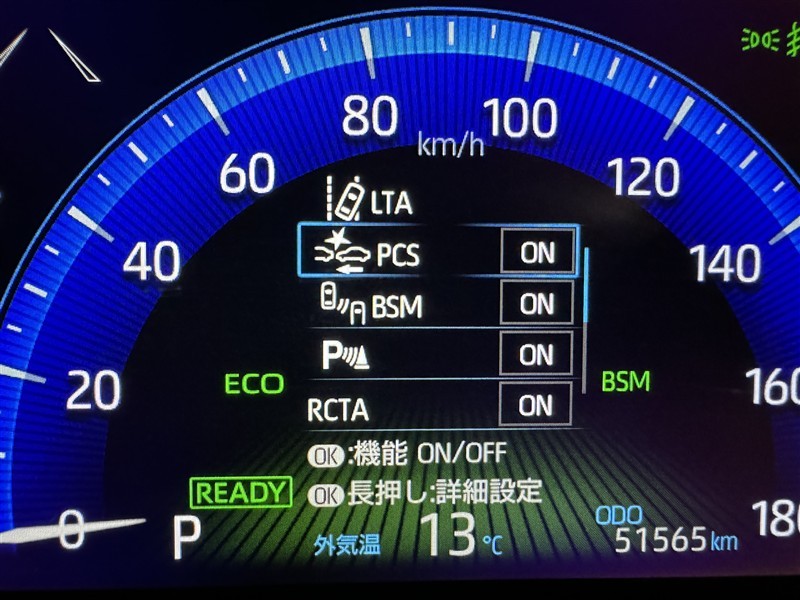 80
100
km/h
60
120
LTA
40
PCS ON
140
BSM ON
P ON
20
ECO
BSM
160
RCTA ON
OK:機能 ON/OFF
READY
OK長押し:詳細設定
0
P
外気温 13℃
ODO
51565km
180